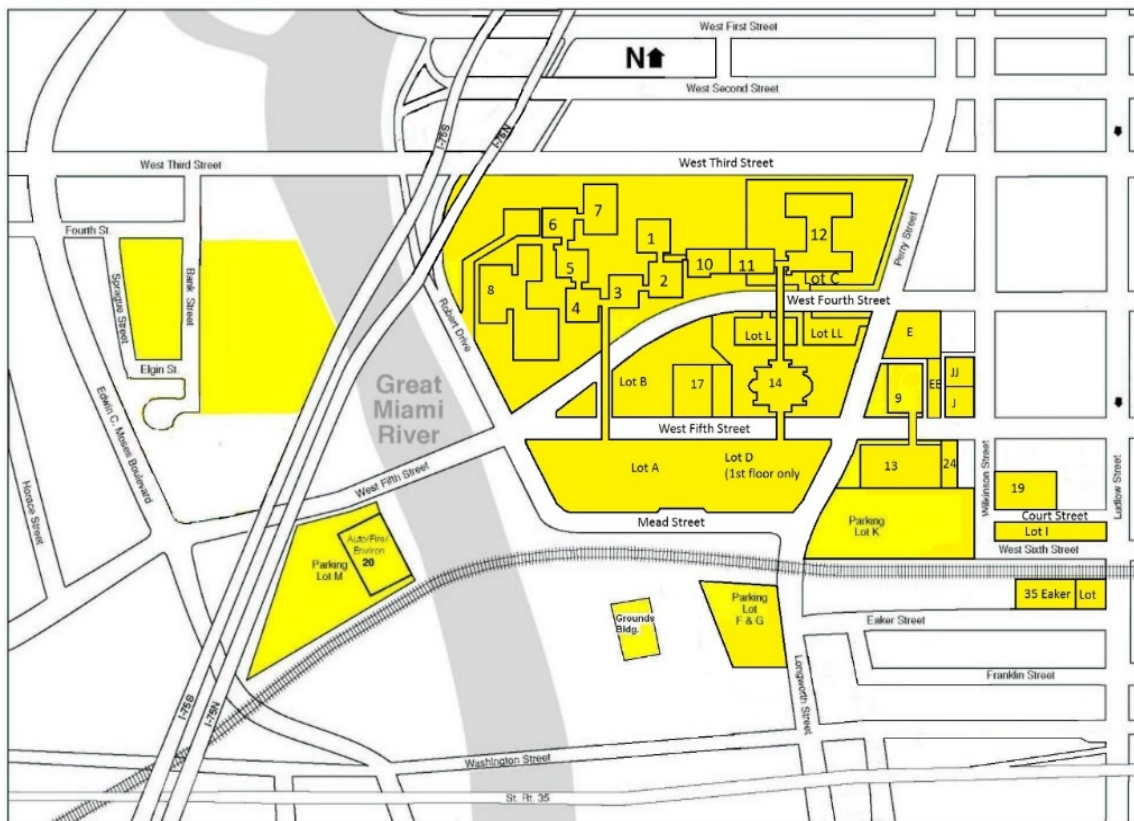 West First Street
N
West Second Street
I-75S
I-75N
West Third Street
West Third Street
Fourth St.
Sprague Street
Bank Street
Elgin St.
Edwin C. Moses Boulevard
Horace Street
Robert Drive
Great
Miami
River
Perry Street
7
6
5
4
8
3
1
2
10
11
12
Lot C
West Fourth Street
Lot L
Lot LL
E
Lot B
17
14
9
EE
JJ
J
West Fifth Street
West Fifth Street
Lot A
Lot D
(1st floor only
13
24
Wilkinson Street
Ludlow Street
19
Court Street
Lot I
West Sixth Street
Mead Street
Parking
Lot K
Auto/Fire/
Environ
20
Parking
Lot M
Grounds
Bldg.
Parking
Lot
F & G
35 Eaker
Lot
Eaker Street
Franklin Street
Longworth Street
I-75S
I-75N
Washington Street
St. Rt. 35